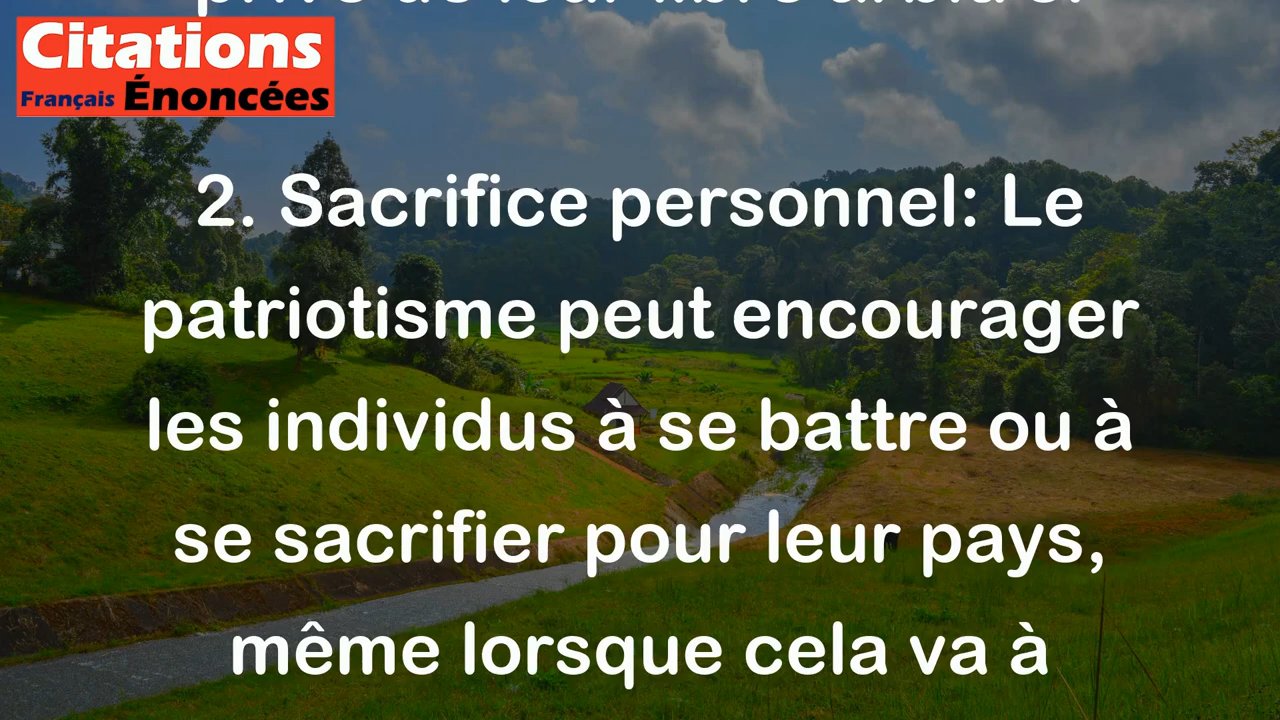 Citations
Français Énoncées
2. Sacrifice personnel: Le
patriotisme peut encourager
les individus à se battre ou à
se sacrifier pour leur pays,
même lorsque cela va à